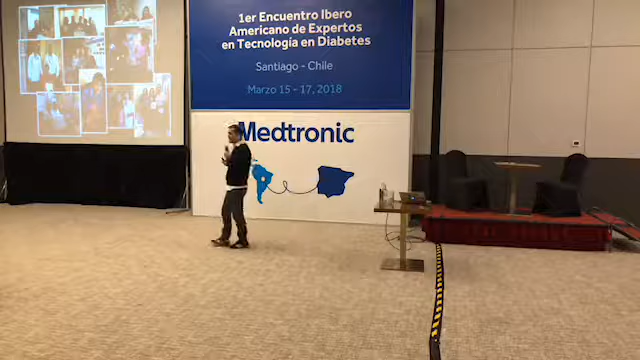 1er Encuentro Ibero
Americano de Expertos
en Tecnología en Diabetes
Santiago - Chile
Marzo 15 - 17, 2018
Medtronic